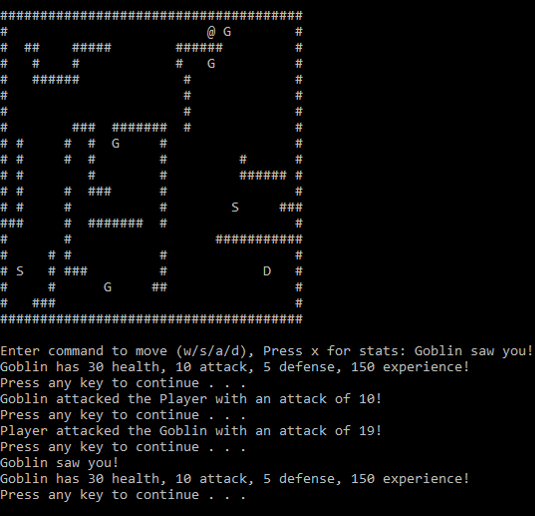 ######################################
#                         @ G        #
#  ##    #####        ######         #
#   #    #            #   G          #
#   ######             #             #
#                      #             #
#                      #             #
#        ###  #######  #             #
# #     #  #  G     #                #
# #     #  #        #         #      #
# #        #        #         ###### #
# #     #  ###      #                #
# #     #           #        S     ###
###     #  #######  #                #
#       #                  ###########
#     # #           #                #
# S   # ###         #            D   #
#     #      G     ##                #
#   ###                              #
######################################
Enter command to move (w/s/a/d), Press x for stats: Goblin saw you!
Goblin has 30 health, 10 attack, 5 defense, 150 experience!
Press any key to continue . . .
Goblin attacked the Player with an attack of 10!
Press any key to continue . . .
Player attacked the Goblin with an attack of 19!
Press any key to continue . . .
Goblin saw you!
Goblin has 30 health, 10 attack, 5 defense, 150 experience!
Press any key to continue . . .